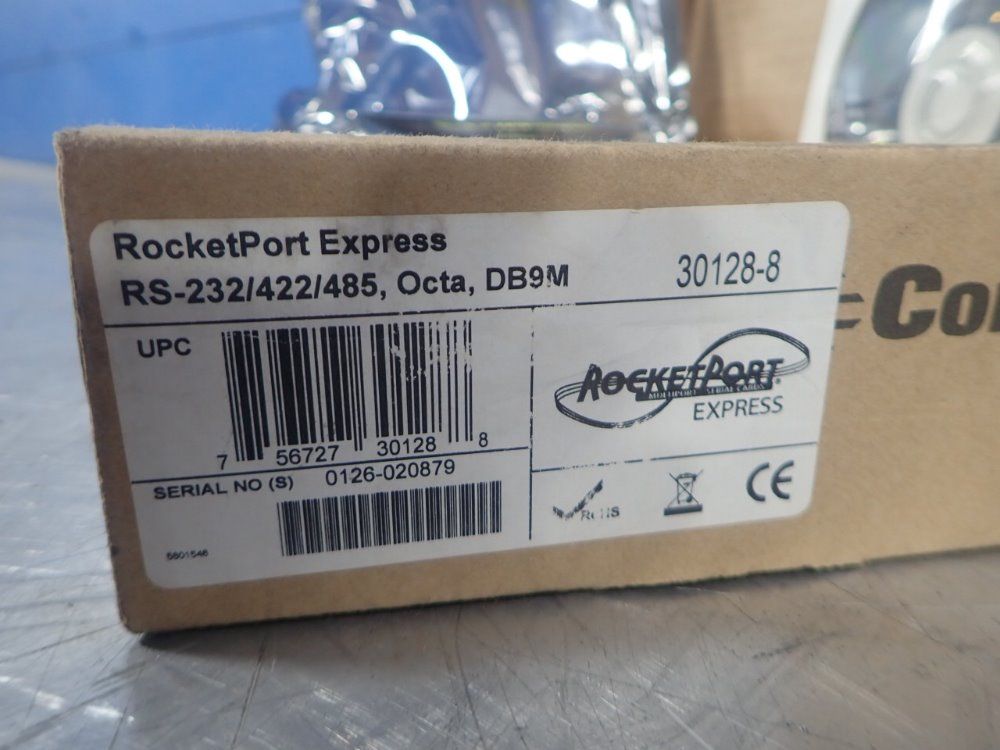 RocketPort Express
RS-232/422/485, Octa, DB9M
30128-8
UPC
7 56727 30128 8
SERIAL NO (S) 0126-020879
5801546
ROCKETPORT®
MULTIPORT SERIAL CARDS
EXPRESS
RoHS
CE
Co